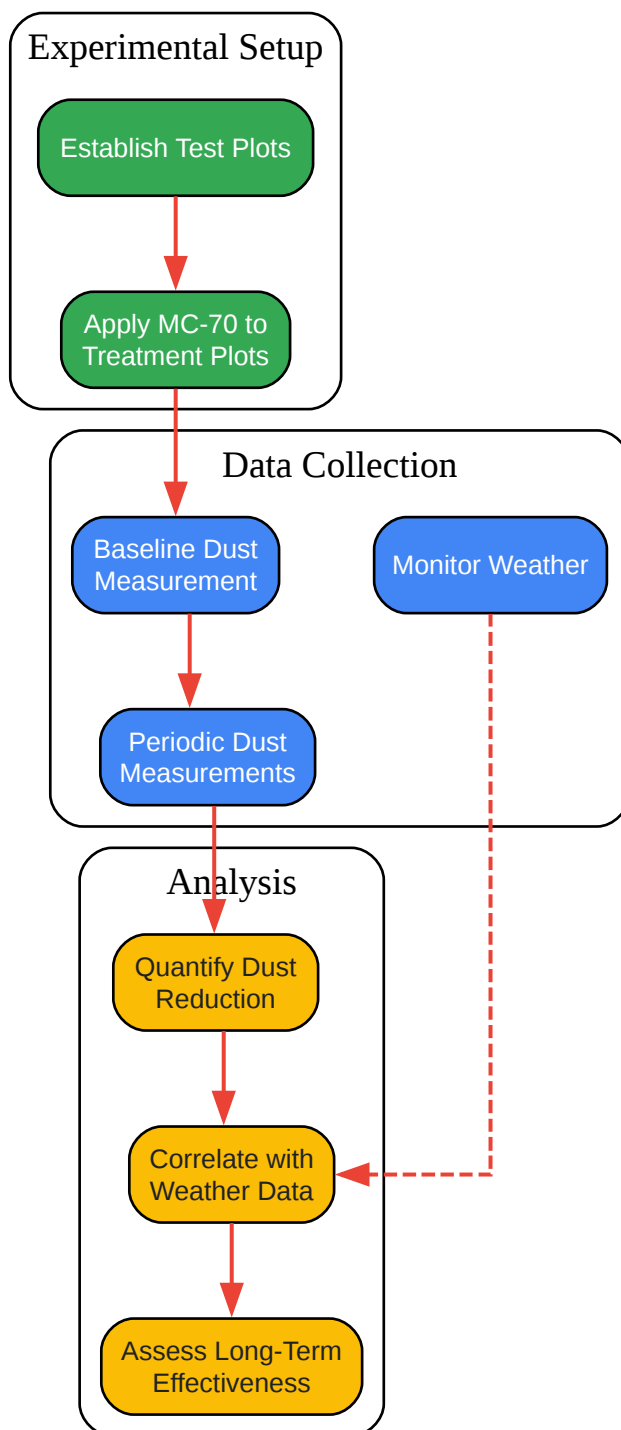 Experimental Setup
Establish Test Plots
Apply MC-70 to
Treatment Plots
Data Collection
Baseline Dust
Measurement
Monitor Weather
Periodic Dust
Measurements
Analysis
Quantify Dust
Reduction
Correlate with
Weather Data
Assess Long-Term
Effectiveness